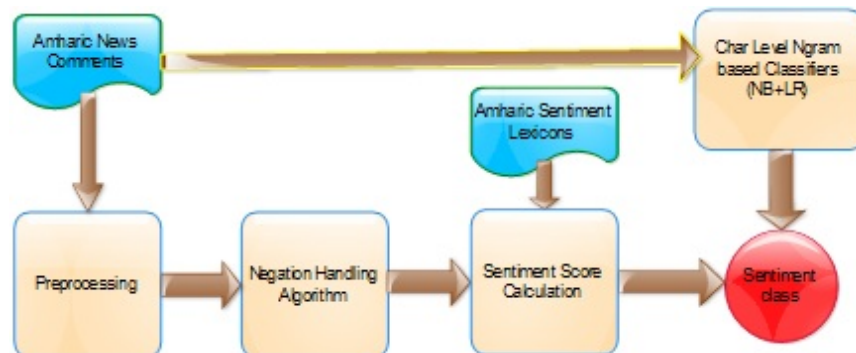 Amharic News
Comments
Char Level Ngram
based Classifiers
(NB+LR)
Amharic Sentiment
Lexicons
Preprocessing
Negation Handling
Algorithm
Sentiment Score
Calculation
Sentiment
class